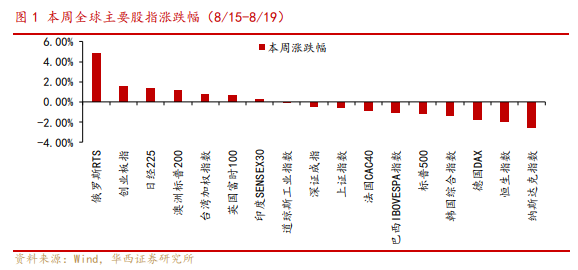 图1 本周全球主要股指涨跌幅（8/15-8/19）
本周涨跌幅
6.00%
4.00%
2.00%
0.00%
-2.00%
-4.00%
俄罗斯RTS
创业板指
日经225
澳洲标普200
台湾加权指数
英国富时100
印度SENSEX30
道琼斯工业指数
深证成指
上证指数
法国CAC40
巴西IBOVESPA指数
标普500
韩国综合指数
德国DAX
恒生指数
纳斯达克指数
资料来源：Wind，华西证券研究所